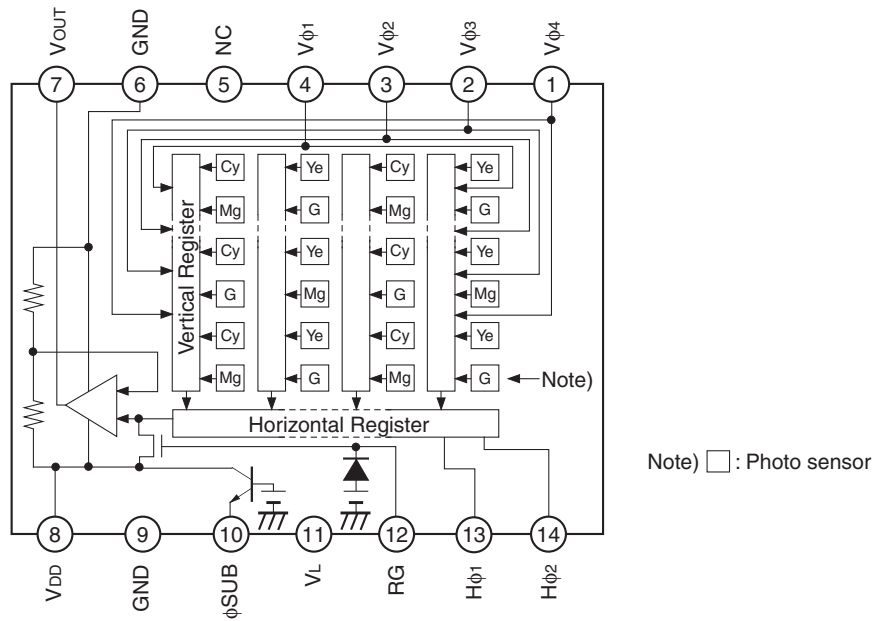 VOUT GND NC Vϕ1 Vϕ2 Vϕ3 Vϕ4
7 6 5 4 3 2 1
Cy Ye Cy Ye
Mg G Mg G
Cy Ye Cy Ye
G Mg G Mg
Cy Ye Cy Ye
Mg G Mg G
Vertical Register
Note)
Horizontal Register
Note) : Photo sensor
8 9 10 11 12 13 14
VDD GND ϕSUB VL RG Hϕ1 Hϕ2